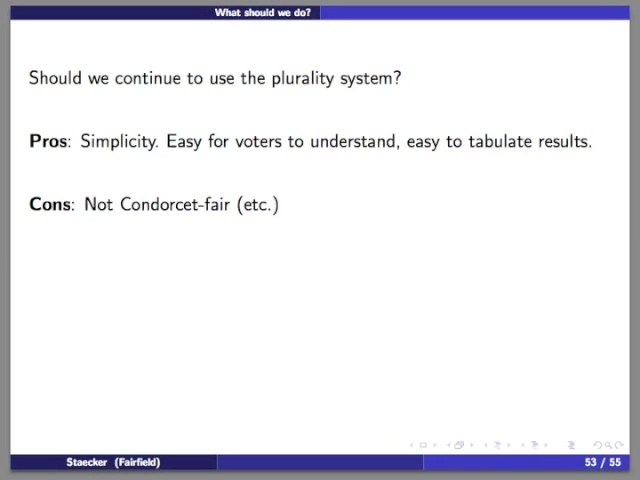 What should we do?
Should we continue to use the plurality system?
Pros: Simplicity. Easy for voters to understand, easy to tabulate results.
Cons: Not Condorcet-fair (etc.)
Staecker (Fairfield)
53 / 55